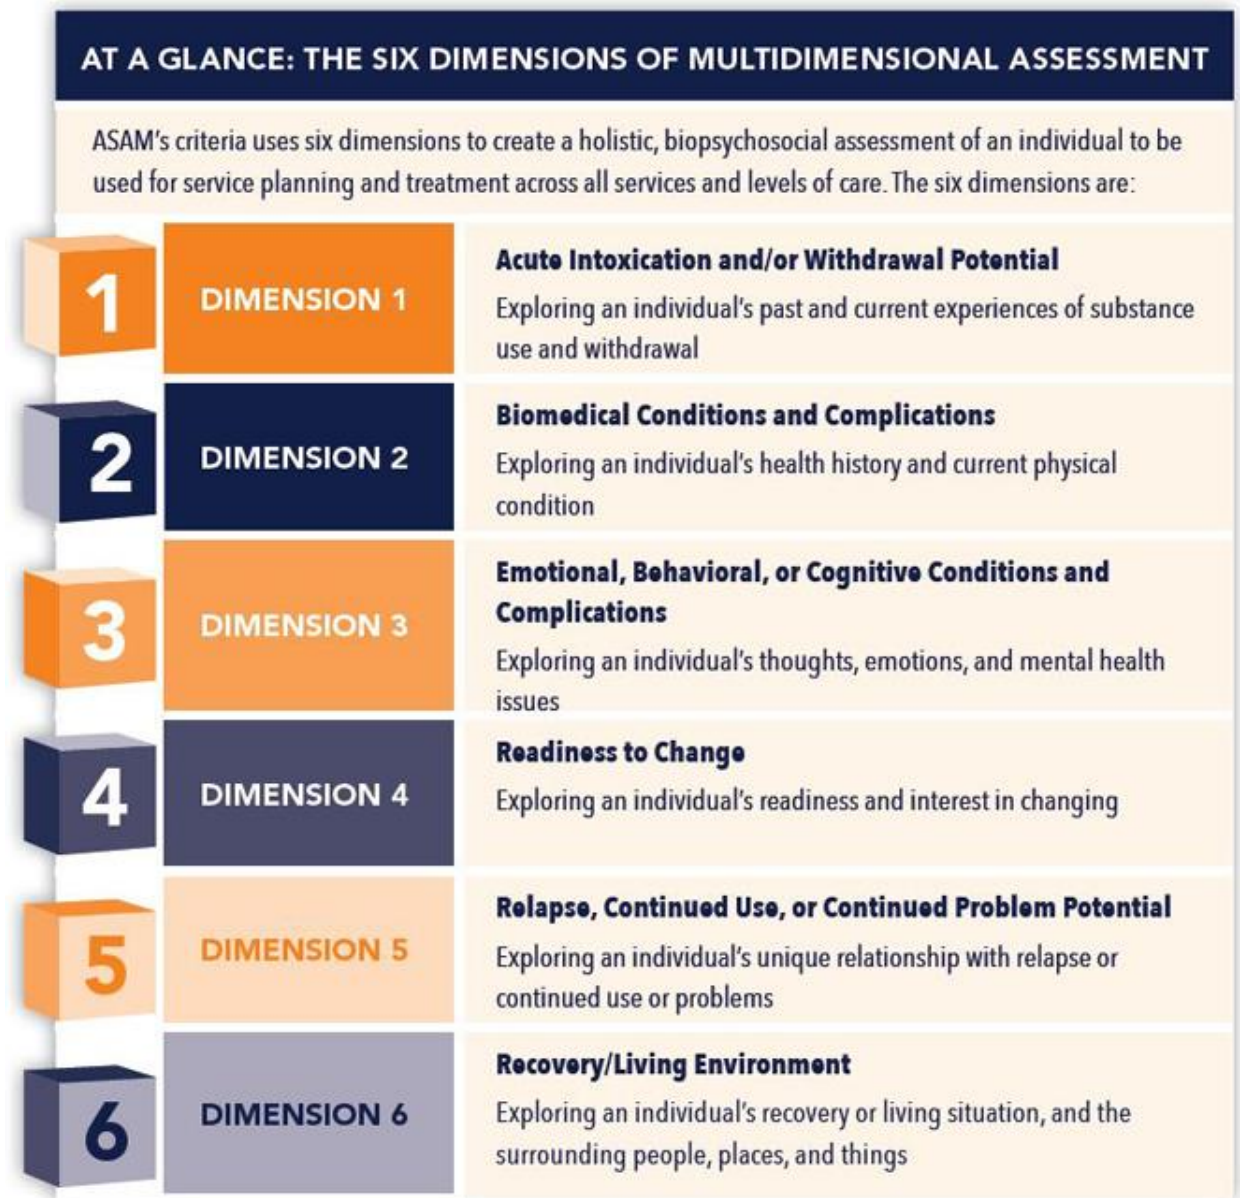 AT A GLANCE: THE SIX DIMENSIONS OF MULTIDIMENSIONAL ASSESSMENT
ASAM's criteria uses six dimensions to create a holistic, biopsychosocial assessment of an individual to be
used for service planning and treatment across all services and levels of care. The six dimensions are:
1
DIMENSION 1
Acute Intoxication and/or Withdrawal Potential
Exploring an individual's past and current experiences of substance
use and withdrawal
2
DIMENSION 2
Biomedical Conditions and Complications
Exploring an individual's health history and current physical
condition
3
DIMENSION 3
Emotional, Behavioral, or Cognitive Conditions and
Complications
Exploring an individual's thoughts, emotions, and mental health
issues
4
DIMENSION 4
Readiness to Change
Exploring an individual's readiness and interest in changing
5
DIMENSION 5
Relapse, Continued Use, or Continued Problem Potential
Exploring an individual's unique relationship with relapse or
continued use or problems
6
DIMENSION 6
Recovery/Living Environment
Exploring an individual's recovery or living situation, and the
surrounding people, places, and things